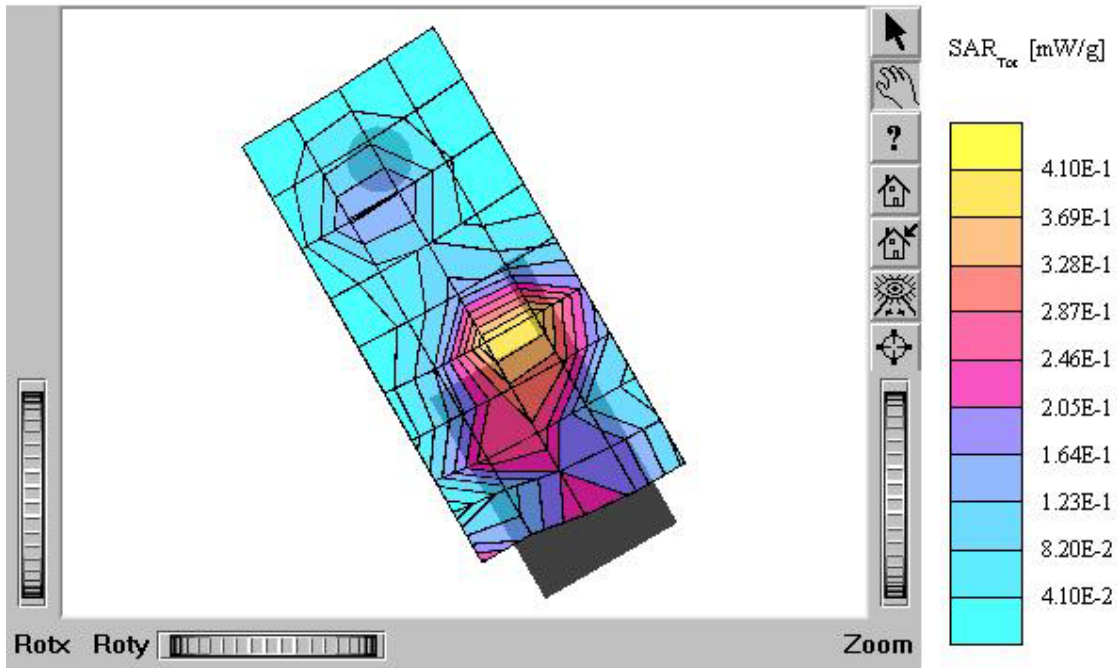 SAR_Tot [mW/g]
?
4.10E-1
3.69E-1
3.28E-1
2.87E-1
2.46E-1
2.05E-1
1.64E-1
1.23E-1
8.20E-2
4.10E-2
Rotx Roty Zoom